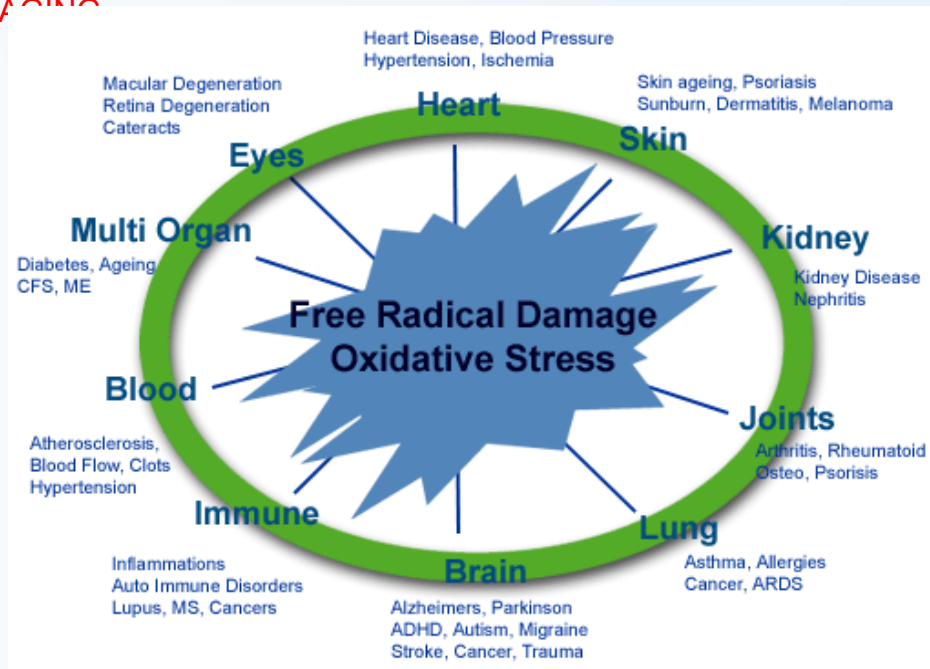 AGING
Heart Disease, Blood Pressure
Hypertension, Ischemia
Heart
Skin ageing, Psoriasis
Sunburn, Dermatitis, Melanoma
Skin
Macular Degeneration
Retina Degeneration
Cateracts
Eyes
Multi Organ
Diabetes, Ageing
CFS, ME
Kidney
Kidney Disease
Nephritis
Free Radical Damage
Oxidative Stress
Blood
Atherosclerosis,
Blood Flow, Clots
Hypertension
Joints
Arthritis, Rheumatoid
Osteo, Psorisis
Immune
Inflammations
Auto Immune Disorders
Lupus, MS, Cancers
Brain
Alzheimers, Parkinson
ADHD, Autism, Migraine
Stroke, Cancer, Trauma
Lung
Asthma, Allergies
Cancer, ARDS